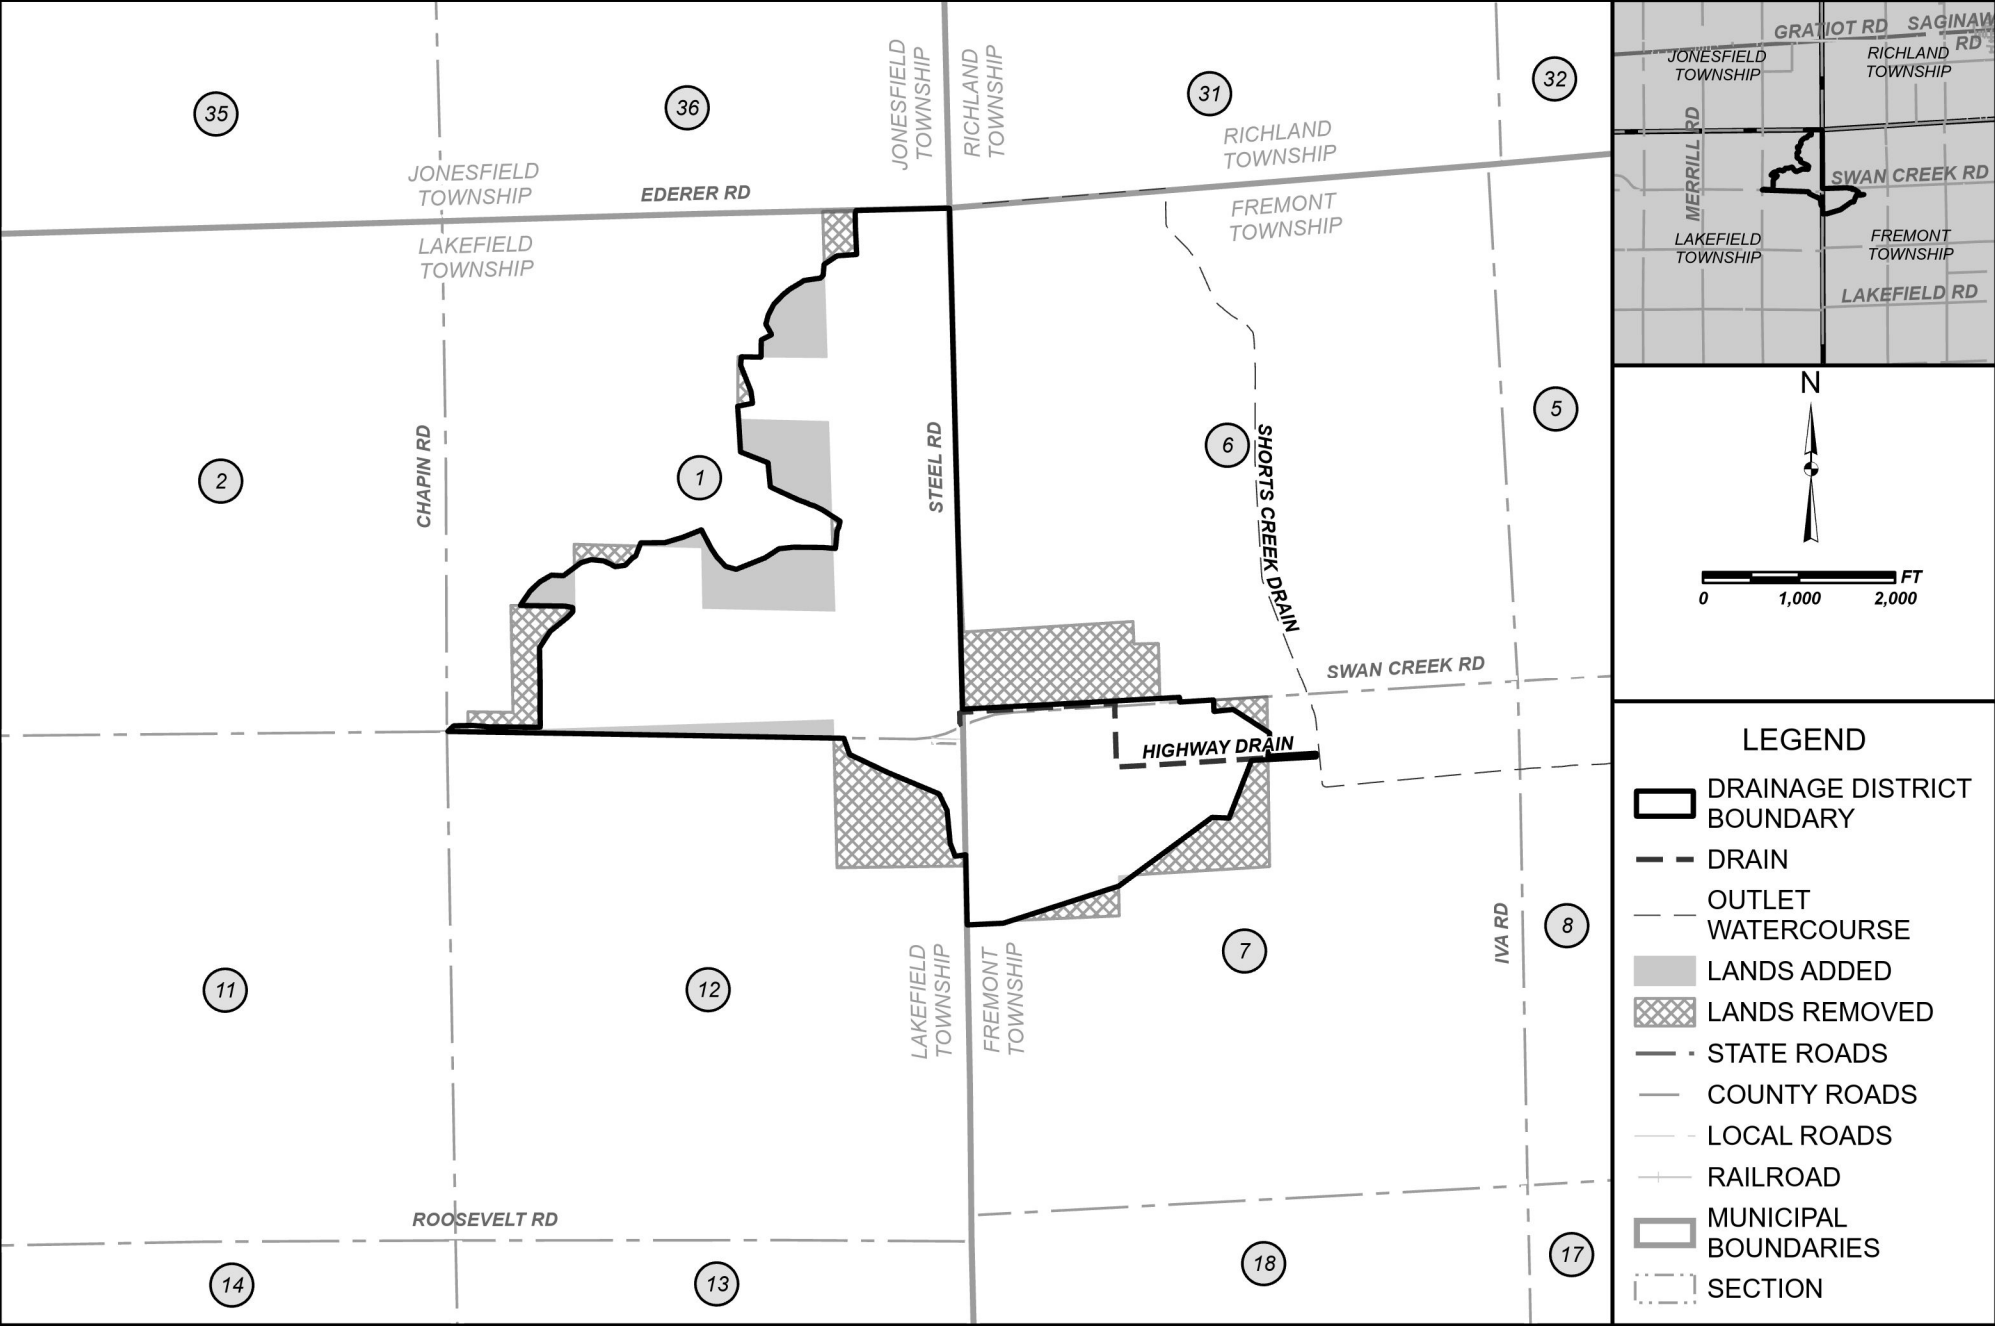 35
36
JONESFIELD
TOWNSHIP
RICHLAND
TOWNSHIP
31
32
RICHLAND
TOWNSHIP
JONESFIELD
TOWNSHIP
EDERER RD
FREMONT
TOWNSHIP
LAKEFIELD
TOWNSHIP
2
CHAPIN RD
1
STEEL RD
6
SHORTS CREEK DRAIN
5
SWAN CREEK RD
HIGHWAY DRAIN
11
12
LAKEFIELD
TOWNSHIP
FREMONT
TOWNSHIP
7
IVA RD
8
ROOSEVELT RD
14
13
18
17
GRATIOT RD
SAGINAW
RD
JONESFIELD
TOWNSHIP
RICHLAND
TOWNSHIP
MERRILL RD
SWAN CREEK RD
LAKEFIELD
TOWNSHIP
FREMONT
TOWNSHIP
LAKEFIELD RD
N
FT
0 1,000 2,000
LEGEND
DRAINAGE DISTRICT
BOUNDARY
DRAIN
OUTLET
WATERCOURSE
LANDS ADDED
LANDS REMOVED
STATE ROADS
COUNTY ROADS
LOCAL ROADS
RAILROAD
MUNICIPAL
BOUNDARIES
SECTION